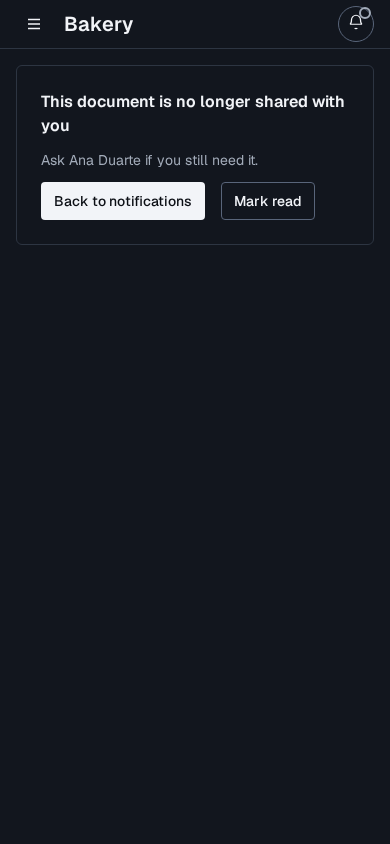 Bakery
This document is no longer shared with
you
Ask Ana Duarte if you still need it.
Back to notifications
Mark read